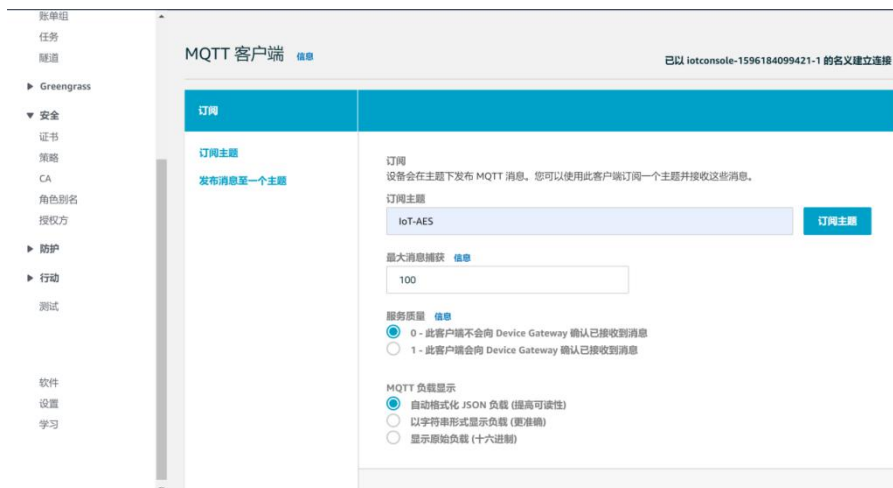 账单组
任务
隧道
Greengrass
安全
证书
策略
CA
角色别名
授权方
防护
行动
测试
软件
设置
学习
MQTT 客户端 信息
已以 iotconsole-1596184099421-1 的名义建立连接
订阅
订阅主题
发布消息至一个主题
订阅
设备会在主题下发布 MQTT 消息。您可以使用此客户端订阅一个主题并接收这些消息。
订阅主题
IoT-AES 订阅主题
最大消息捕获 信息
100
服务质量 信息
0 - 此客户端不会向 Device Gateway 确认已接收到消息
1 - 此客户端会向 Device Gateway 确认已接收到消息
MQTT 负载显示
自动格式化 JSON 负载 (提高可读性)
以字符串形式显示负载 (更准确)
显示原始负载 (十六进制)